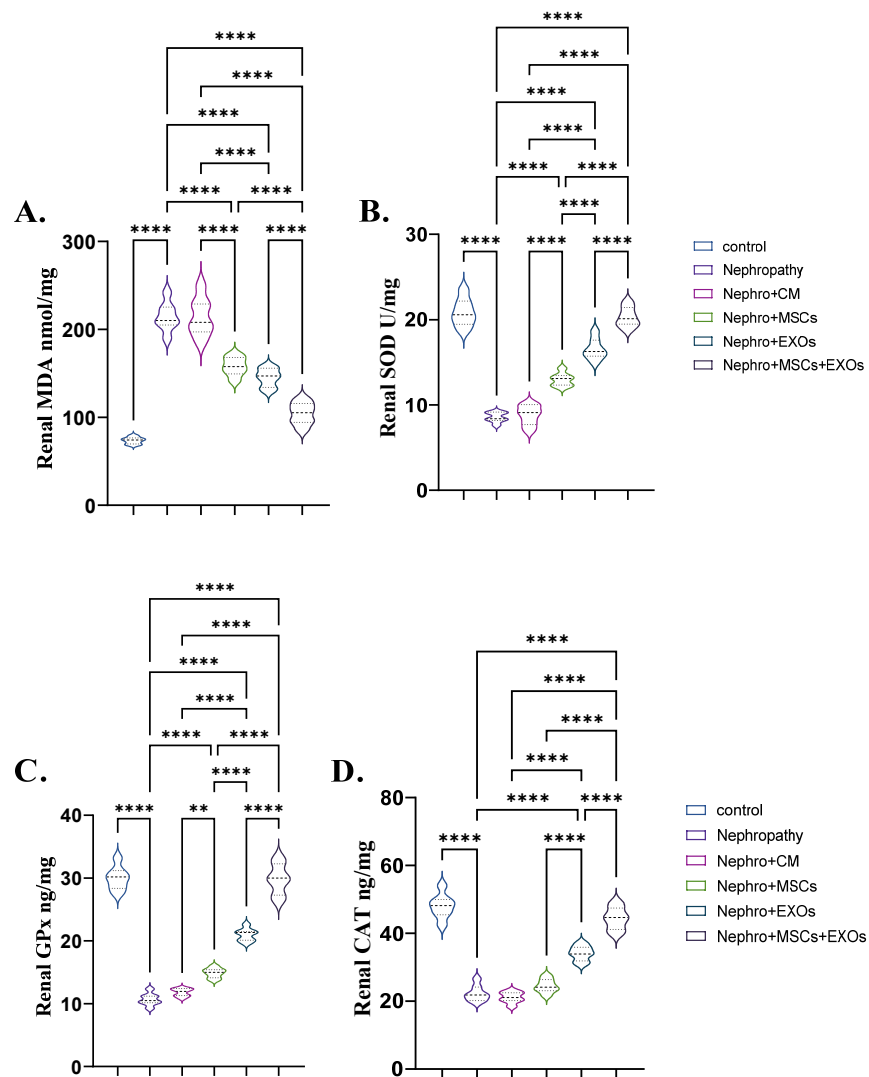 ****
****
****
****
**** ****
**** **** ****
A.
300
200
100
0
Renal MDA nmol/mg
****
****
****
****
**** ****
****
**** **** ****
B.
30
20
10
0
Renal SOD U/mg
control
Nephropathy
Nephro+CM
Nephro+MSCs
Nephro+EXOs
Nephro+MSCs+EXOs
****
****
****
****
**** ****
****
**** ** ****
C.
40
30
20
10
0
Renal GPx ng/mg
****
****
****
****
**** ****
**** ****
D.
80
60
40
20
0
Renal CAT ng/mg
control
Nephropathy
Nephro+CM
Nephro+MSCs
Nephro+EXOs
Nephro+MSCs+EXOs